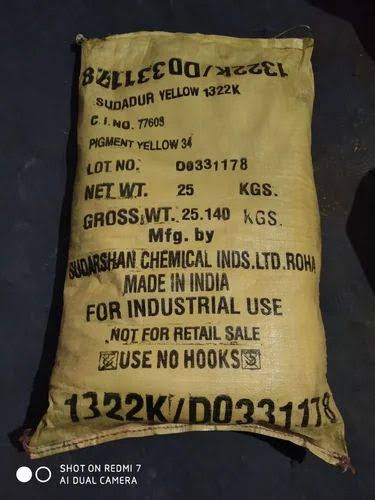 1322K/D0331178
SUDADUR YELLOW 1322K
C.I.NO. 77603
PIGMENT YELLOW 34
LOT NO. D0331178
NET WT. 25 KGS.
GROSS WT. 25.140 KGS.
Mfg. by
SUDARSHAN CHEMICAL INDS.LTD.ROHA
MADE IN INDIA
FOR INDUSTRIAL USE
NOT FOR RETAIL SALE
USE NO HOOKS
1322K/D0331178
SHOT ON REDMI 7
AI DUAL CAMERA